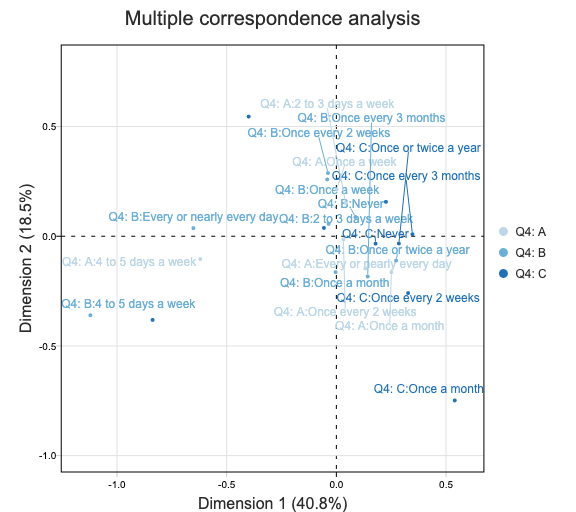 Multiple correspondence analysis
Q4: A:2 to 3 days a week
Q4: B:Once every 3 months
Q4: B:Once every 2 weeks
Q4: C:Once or twice a year
Q4: A:Once a week
Q4: C:Once every 3 months
Q4: B:Once a week
Q4: B:Never
Q4: B:Every or nearly every day
Q4: B:2 to 3 days a week
Q4: C:Never
Q4: B:Once or twice a year
Q4: A:4 to 5 days a week
Q4: A:Every or nearly every day
Q4: B:Once a month
Q4: C:Once every 2 weeks
Q4: B:4 to 5 days a week
Q4: A:Once every 2 weeks
Q4: A:Once a month
Q4: C:Once a month
0.5
0.0
-0.5
-1.0
Dimension 2 (18.5%)
-1.0
-0.5
0.0
0.5
Dimension 1 (40.8%)
Q4: A
Q4: B
Q4: C